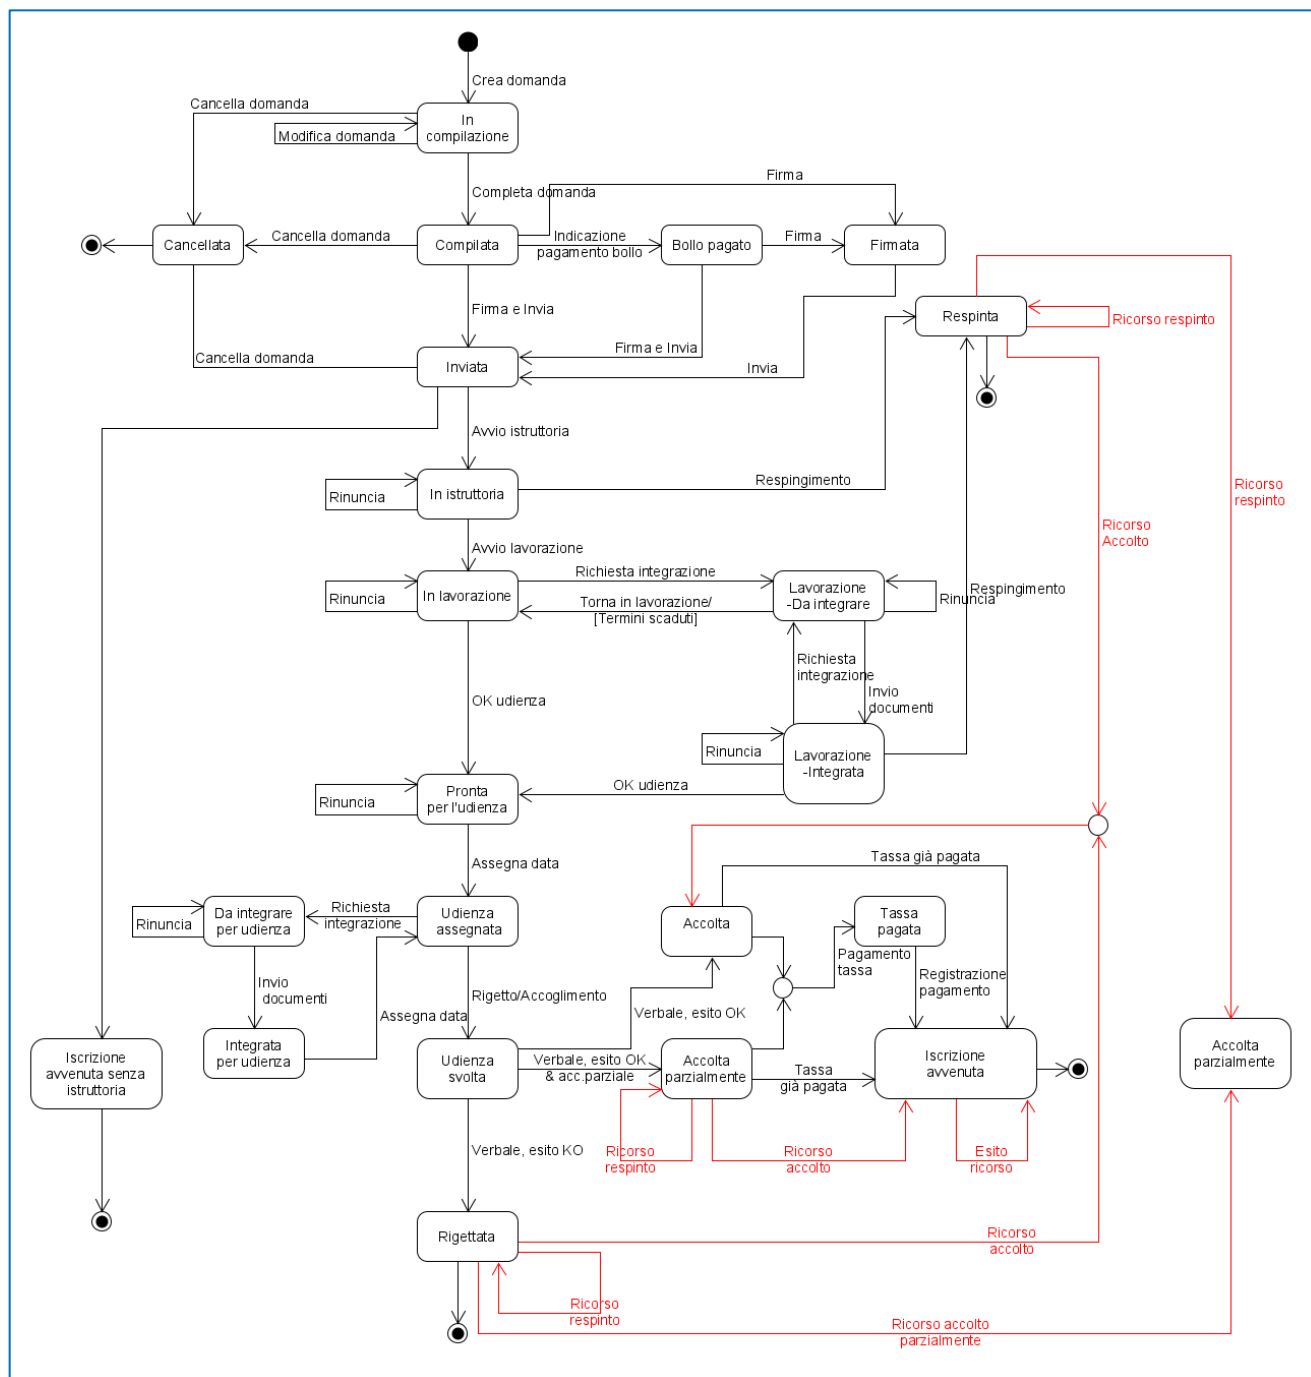 Crea domanda
Cancella domanda
In
compilazione
Modifica domanda
Completa domanda
Firma
Cancellata
Cancella domanda
Compilata
Indicazione
pagamento bollo
Bollo pagato
Firma
Firmata
Firma e Invia
Respinta
Ricorso respinto
Cancella domanda
Inviata
Firma e Invia
Invia
Avvio istruttoria
Rinuncia
In istruttoria
Respingimento
Ricorso
respinto
Ricorso
Accolto
Avvio lavorazione
Rinuncia
In lavorazione
Richiesta integrazione
Torna in lavorazione/
[Termini scaduti]
Lavorazione
-Da integrare
Rinuncia
Respingimento
Richiesta
integrazione
Invio
documenti
OK udienza
Rinuncia
Lavorazione
-Integrata
Rinuncia
Pronta
per l'udienza
OK udienza
Assegna data
Tassa già pagata
Rinuncia
Da integrare
per udienza
Richiesta
integrazione
Udienza
assegnata
Accolta
Tassa
pagata
Pagamento
tassa
Invio
documenti
Rigetto/Accoglimento
Registrazione
pagamento
Assegna data
Verbale, esito OK
Iscrizione
avvenuta senza
istruttoria
Integrata
per udienza
Udienza
svolta
Verbale, esito OK
& acc.parziale
Accolta
parzialmente
Tassa
già pagata
Iscrizione
avvenuta
Accolta
parzialmente
Verbale, esito KO
Ricorso
respinto
Ricorso
accolto
Esito
ricorso
Rigettata
Ricorso
accolto
Ricorso
respinto
Ricorso accolto
parzialmente